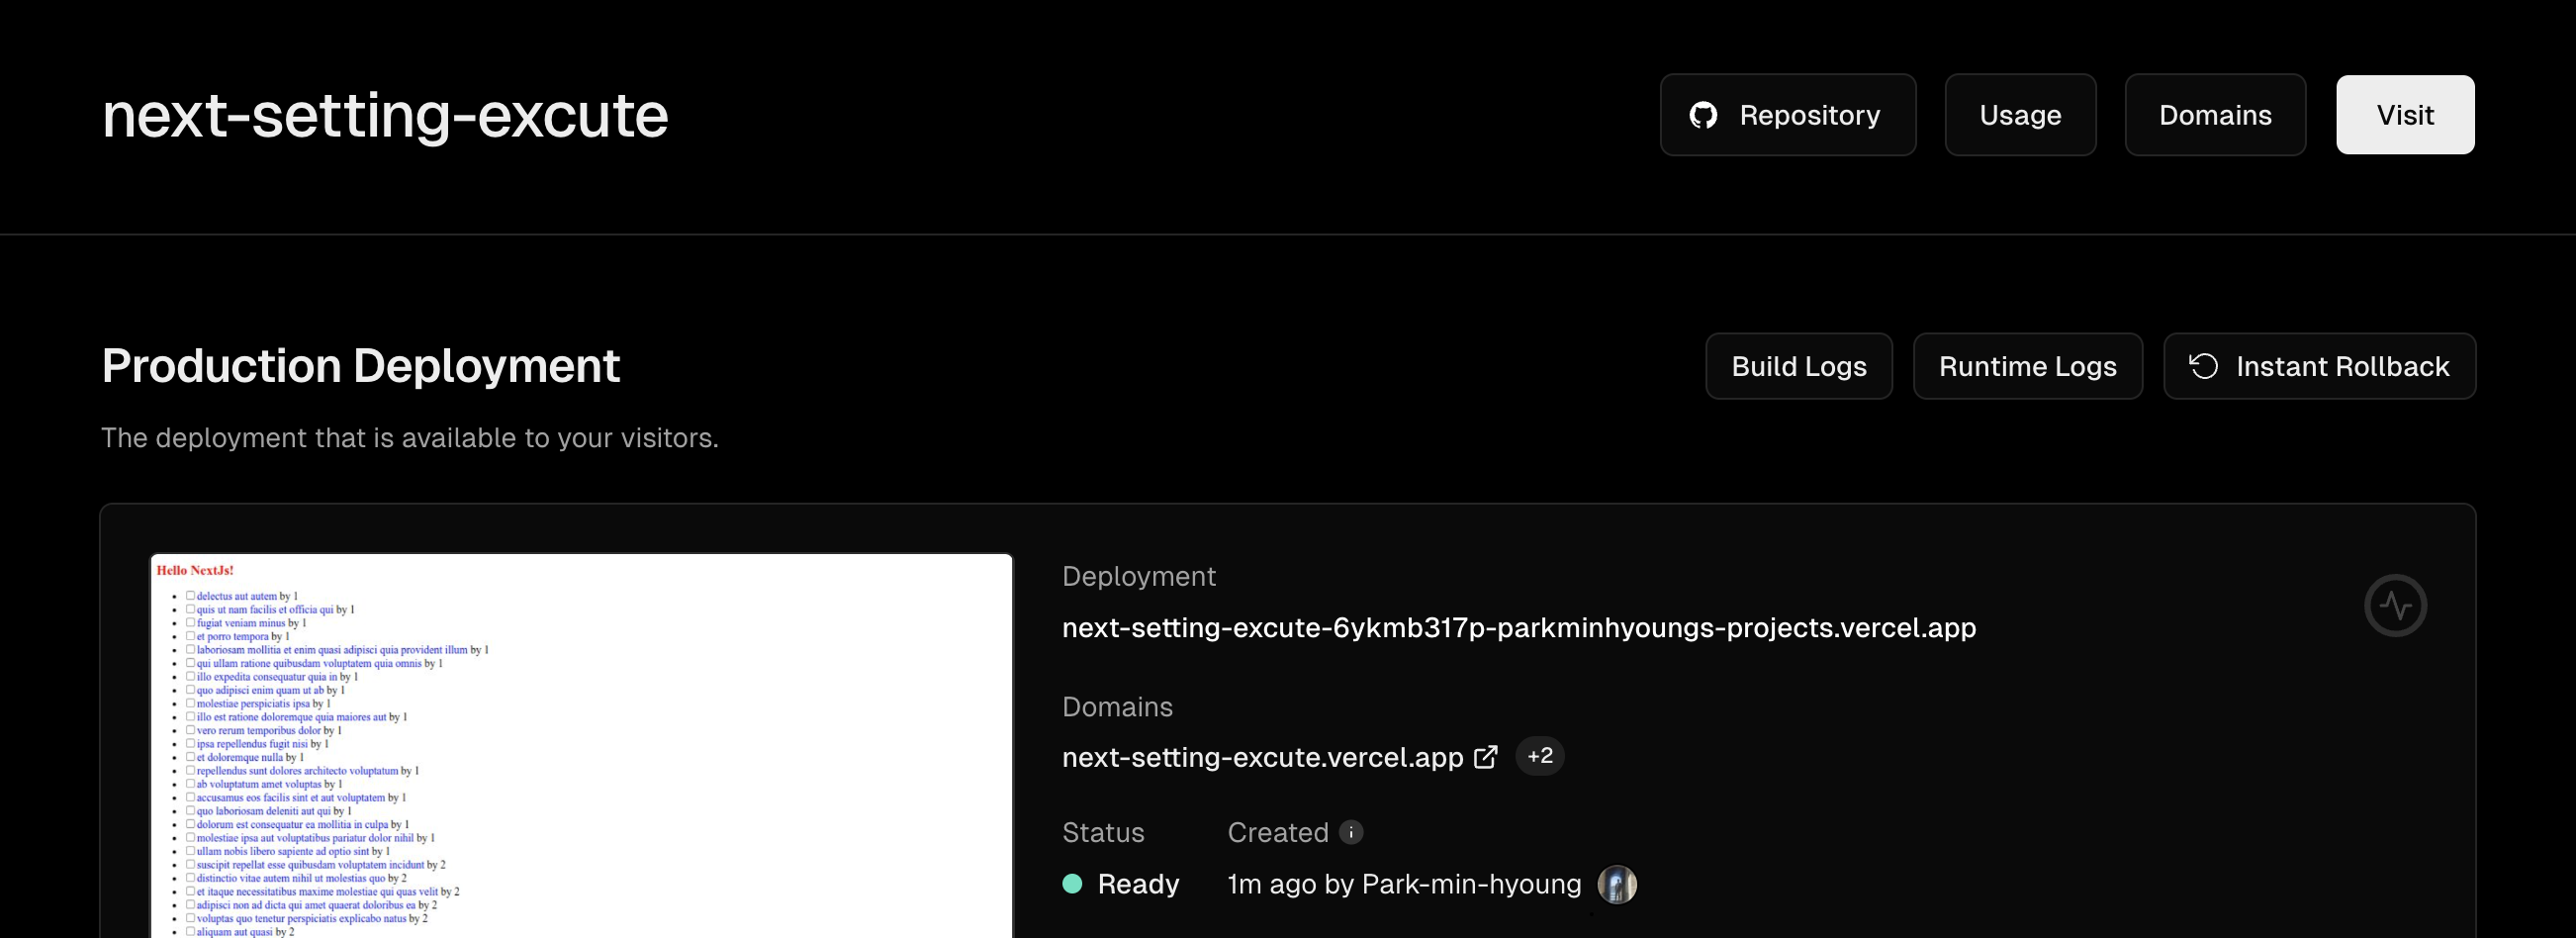 next-setting-excute
Repository
Usage
Domains
Visit
Production Deployment
Build Logs
Runtime Logs
Instant Rollback
The deployment that is available to your visitors.
Hello NextJs!
delectus aut autem by 1
quis ut nam facilis et officia qui by 1
fugiat veniam minus by 1
et porro tempora by 1
laboriosam mollitia et enim quasi adipisci quia provident illum by 1
qui ullam ratione quibusdam voluptatem quia omnis by 1
illo expedita consequatur quia in by 1
quo adipisci enim quam ut ab by 1
molestiae perspiciatis ipsa by 1
illo est ratione doloremque quia maiores aut by 1
vero rerum temporibus dolor by 1
ipsa repellendus fugit nisi by 1
et doloremque nulla by 1
repellendus sunt dolores architecto voluptatum by 1
ab voluptatum amet voluptas by 1
accusamus eos facilis sint et aut voluptatem by 1
quo laboriosam deleniti aut qui by 1
dolorum est consequatur ea mollitia in culpa by 1
molestiae ipsa aut voluptatibus pariatur dolor nihil by 1
ullam nobis libero sapiente ad optio sint by 1
suscipit repellat esse quibusdam voluptatem incidunt by 2
distinctio vitae autem nihil ut molestias quo by 2
et itaque necessitatibus maxime molestiae qui quas velit by 2
adipisci non ad dicta qui amet quaerat doloribus ea by 2
voluptas quo tenetur perspiciatis explicabo natus by 2
aliquam aut quasi by 2
Deployment
next-setting-excute-6ykmb317p-parkminhyoungs-projects.vercel.app
Domains
next-setting-excute.vercel.app +2
Status
Created
Ready
1m ago by Park-min-hyoung